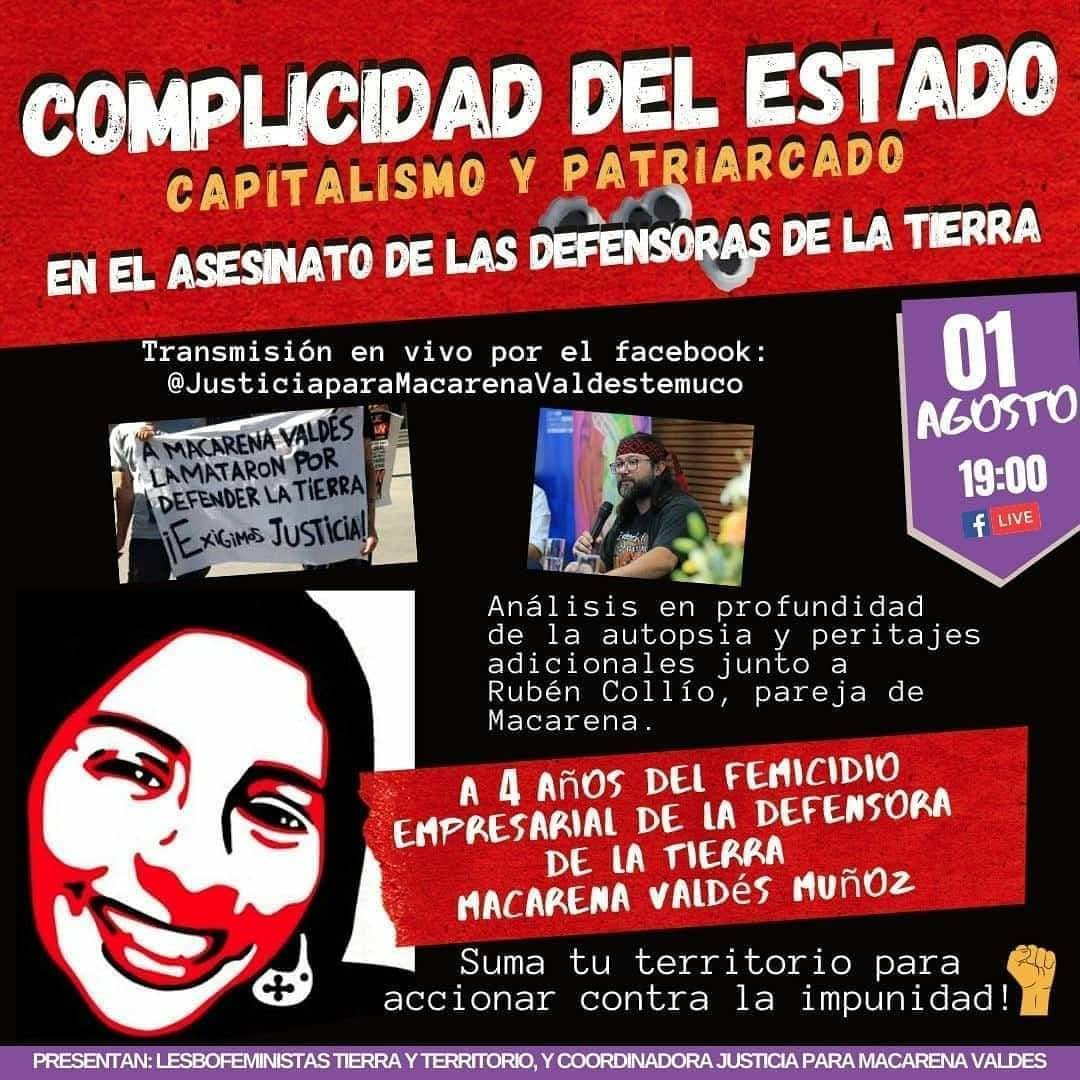 COMPLICIDAD DEL ESTADO
CAPITALISMO Y PATRIARCADO
EN EL ASESINATO DE LAS DEFENSORAS DE LA TIERRA
Transmisión en vivo por el facebook:
@JusticiaparaMacarenaValdestemuco
01
AGOSTO
19:00
f LIVE
A MACARENA VALDÉS
LA MATARON POR
DEFENDER LA TIERRA
¡EXIGIMOS JUSTICIA!
Análisis en profundidad
de la autopsia y peritajes
adicionales junto a
Rubén Collío, pareja de
Macarena.
A 4 AÑOS DEL FEMICIDIO
EMPRESARIAL DE LA DEFENSORA
DE LA TIERRA
MACARENA VALDÉS MUÑOZ
Suma tu territorio para
accionar contra la impunidad!
PRESENTAN: LESBOFEMINISTAS TIERRA Y TERRITORIO, Y COORDINADORA JUSTICIA PARA MACARENA VALDES